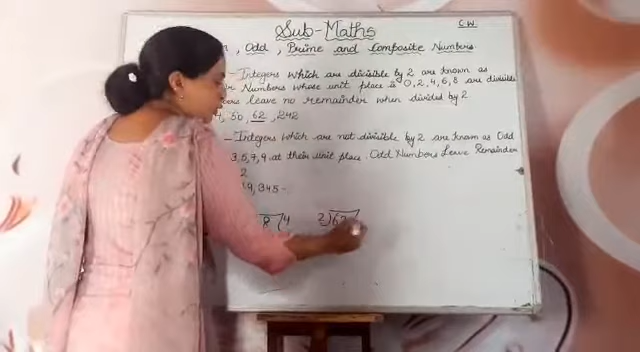 Sub-Maths
C.W.
, Odd , Prime and Composite Numbers
- Integers which are divisible by 2 are known as
Numbers whose unit place is 0, 2, 4, 6, 8 are divisible
leave no remainder when divided by 2
4, 50, 62, 242
- Integers which are not divisible by 2 are known as Odd
3, 5, 7, 9 at their unit place. Odd Numbers Leave Remainder
2
9, 345-
8 4 2)62